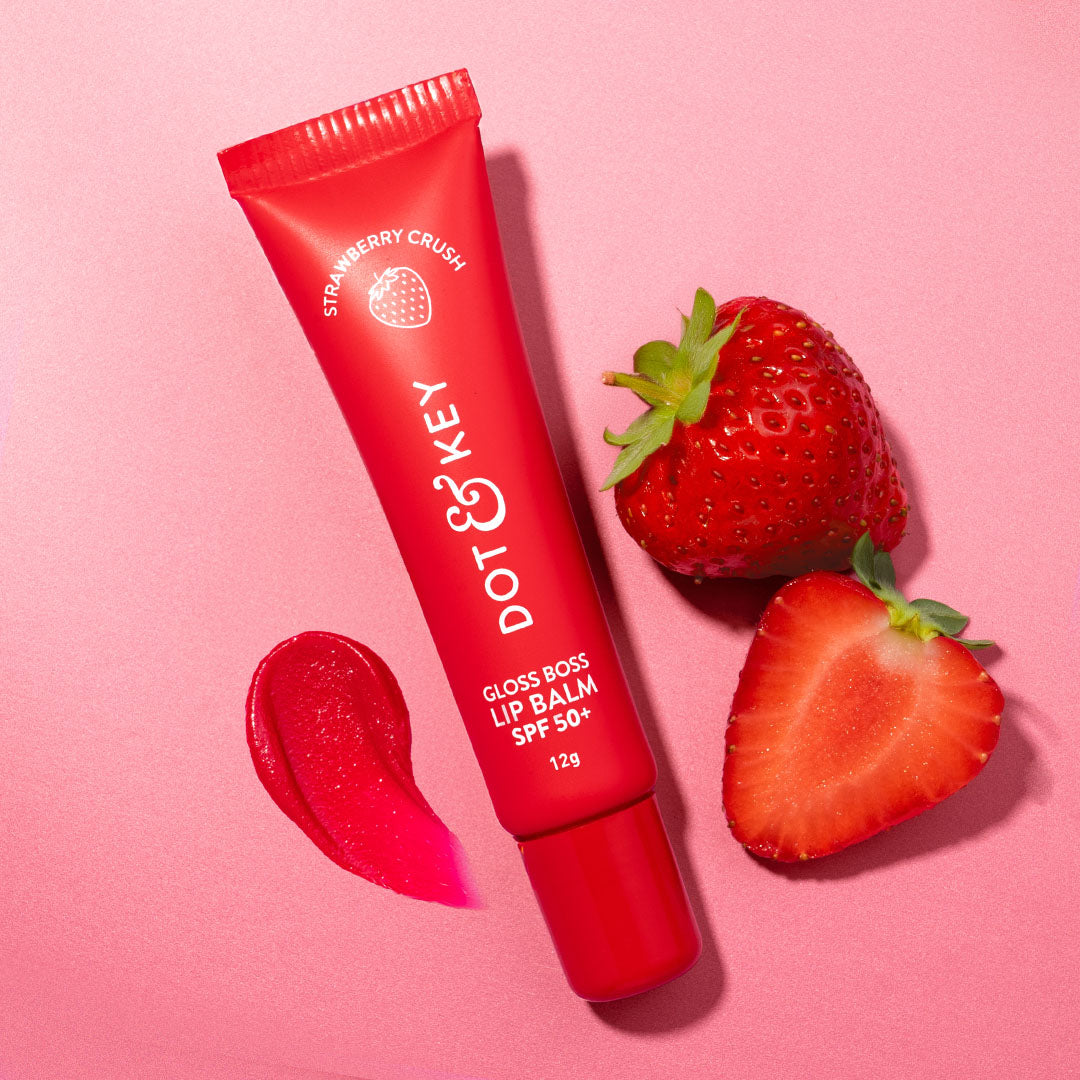 STRAWBERRY CRUSH
DOT & KEY
GLOSS BOSS
LIP BALM
SPF 50+
12g